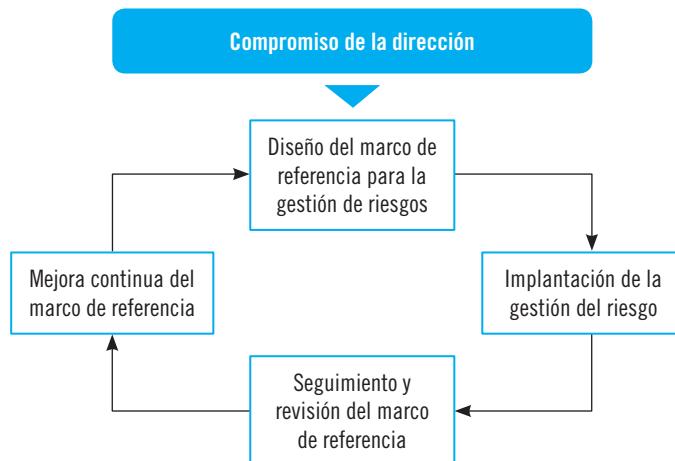 Compromiso de la dirección
Diseño del marco de
referencia para la
gestión de riesgos
Mejora continua del
marco de referencia
Implantación de la
gestión del riesgo
Seguimiento y
revisión del marco
de referencia